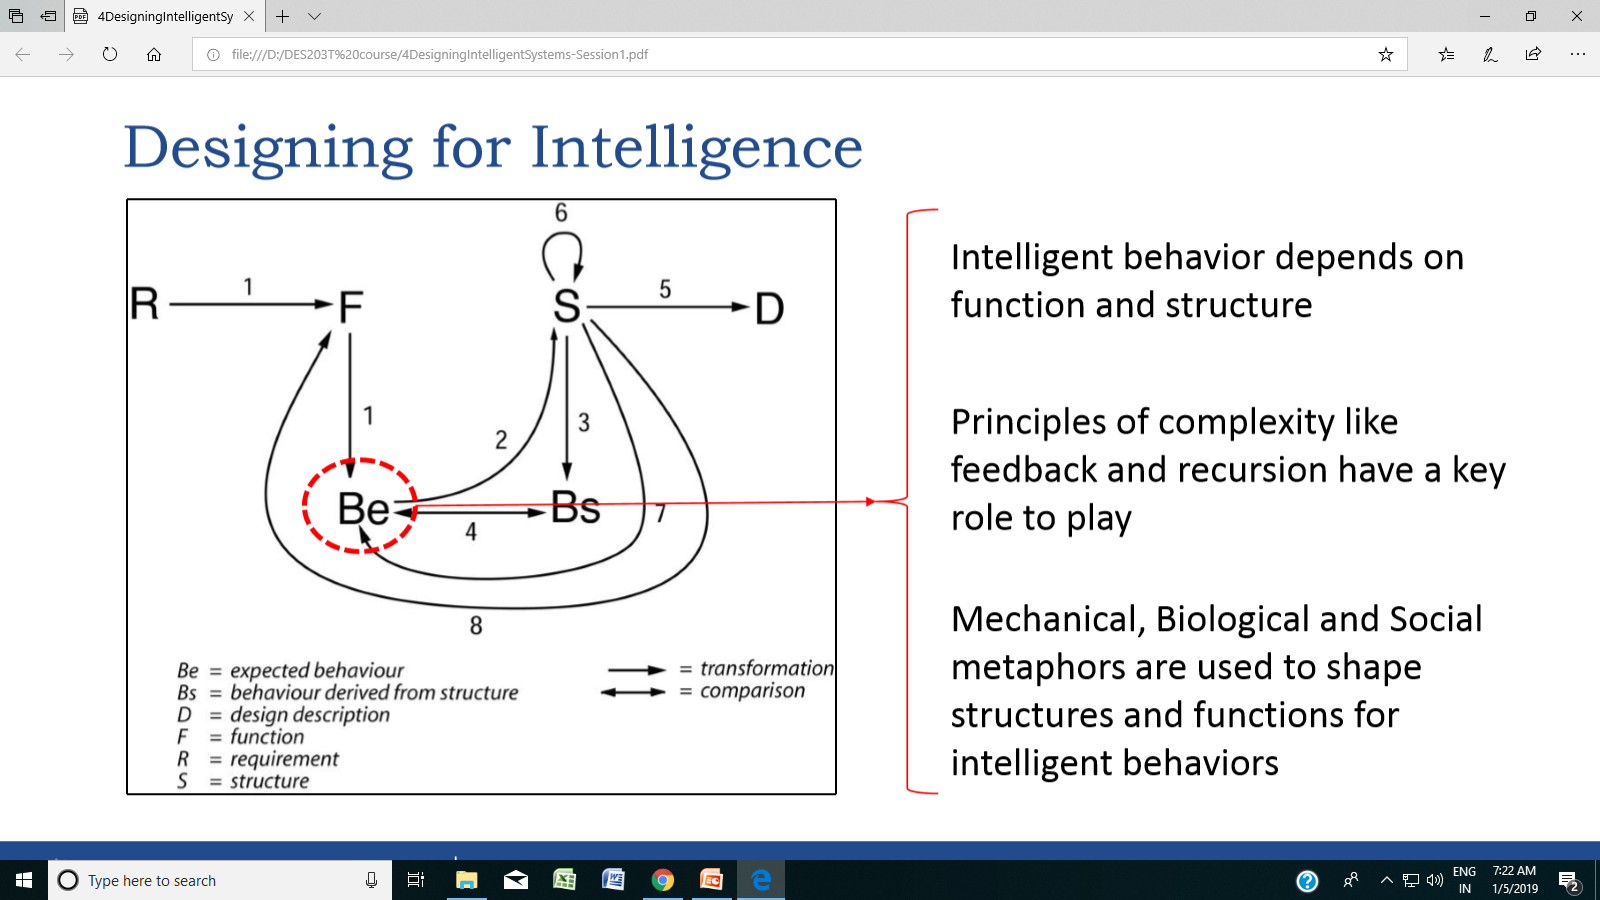 4DesigningIntelligentSy
file:///D:/DES203T%20course/4DesigningIntelligentSystems-Session1.pdf
Designing for Intelligence
6
R
1
F
S
5
D
1
2
3
Be
4
Bs
7
8
Be = expected behaviour
Bs = behaviour derived from structure
D = design description
F = function
R = requirement
S = structure
= transformation
= comparison
Intelligent behavior depends on
function and structure
Principles of complexity like
feedback and recursion have a key
role to play
Mechanical, Biological and Social
metaphors are used to shape
structures and functions for
intelligent behaviors
Type here to search
ENG
IN
7:22 AM
1/5/2019
2